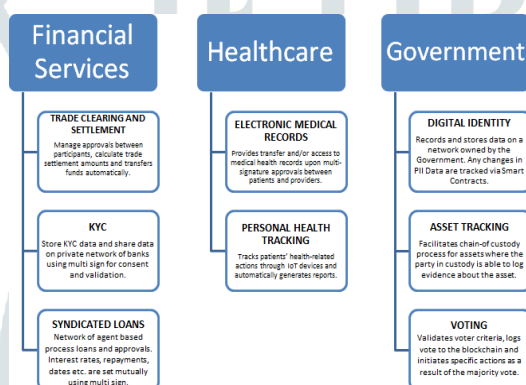 Financial
Services
TRADE CLEARING AND
SETTLEMENT
Manage approvals between
participants, calculate trade
settlement amounts and transfers
funds automatically.
KYC
Store KYC data and share data
on private network of banks
using multi sign for consent
and validation.
SYNDICATED LOANS
Network of agent based
process loans and approvals.
Interest rates, repayments,
dates etc. are set mutually
using multi sign.
Healthcare
ELECTRONIC MEDICAL
RECORDS
Provides transfer and/or access to
medical health records upon multi-
signature approvals between
patients and providers.
PERSONAL HEALTH
TRACKING
Tracks patients' health-related
actions through IoT devices and
automatically generates reports.
Government
DIGITAL IDENTITY
Records and stores data on a
network owned by the
Government. Any changes in
PII Data are tracked via Smart
Contracts.
ASSET TRACKING
Facilitates chain-of custody
process for assets where the
party in custody is able to log
evidence about the asset.
VOTING
Validates voter criteria, logs
vote to the blockchain and
initiates specific actions as a
result of the majority vote.